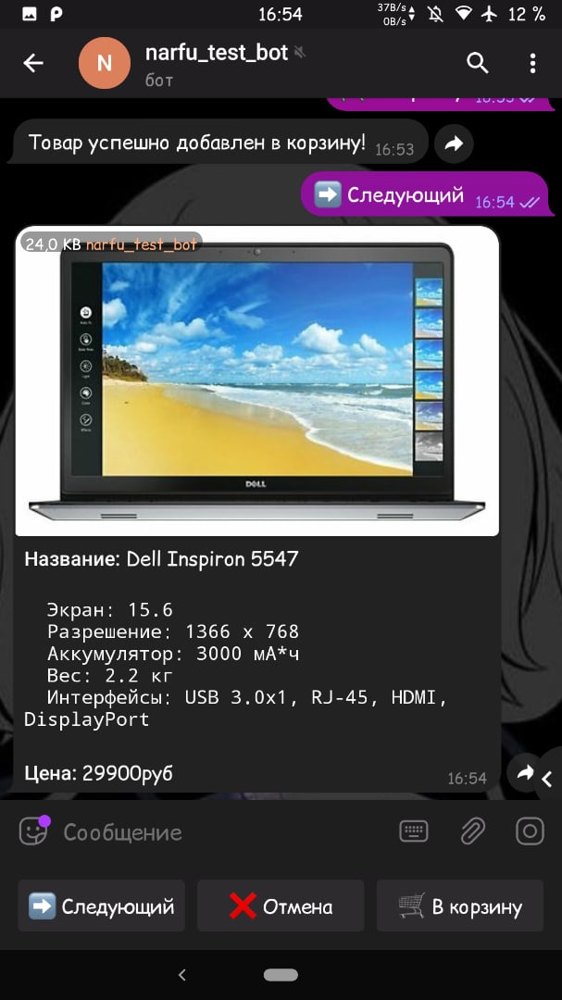 16:54
37B/s
0B/s
12 %
N
narfu_test_bot
бот
16:53
Товар успешно добавлен в корзину! 16:53
➡️ Следующий 16:54
24,0 KB narfu_test_bot
DELL
Название: Dell Inspiron 5547
Экран: 15.6
Разрешение: 1366 x 768
Аккумулятор: 3000 мА*ч
Вес: 2.2 кг
Интерфейсы: USB 3.0x1, RJ-45, HDMI,
DisplayPort
Цена: 29900руб
16:54
Сообщение
➡️ Следующий
❌ Отмена
🛒 В корзину